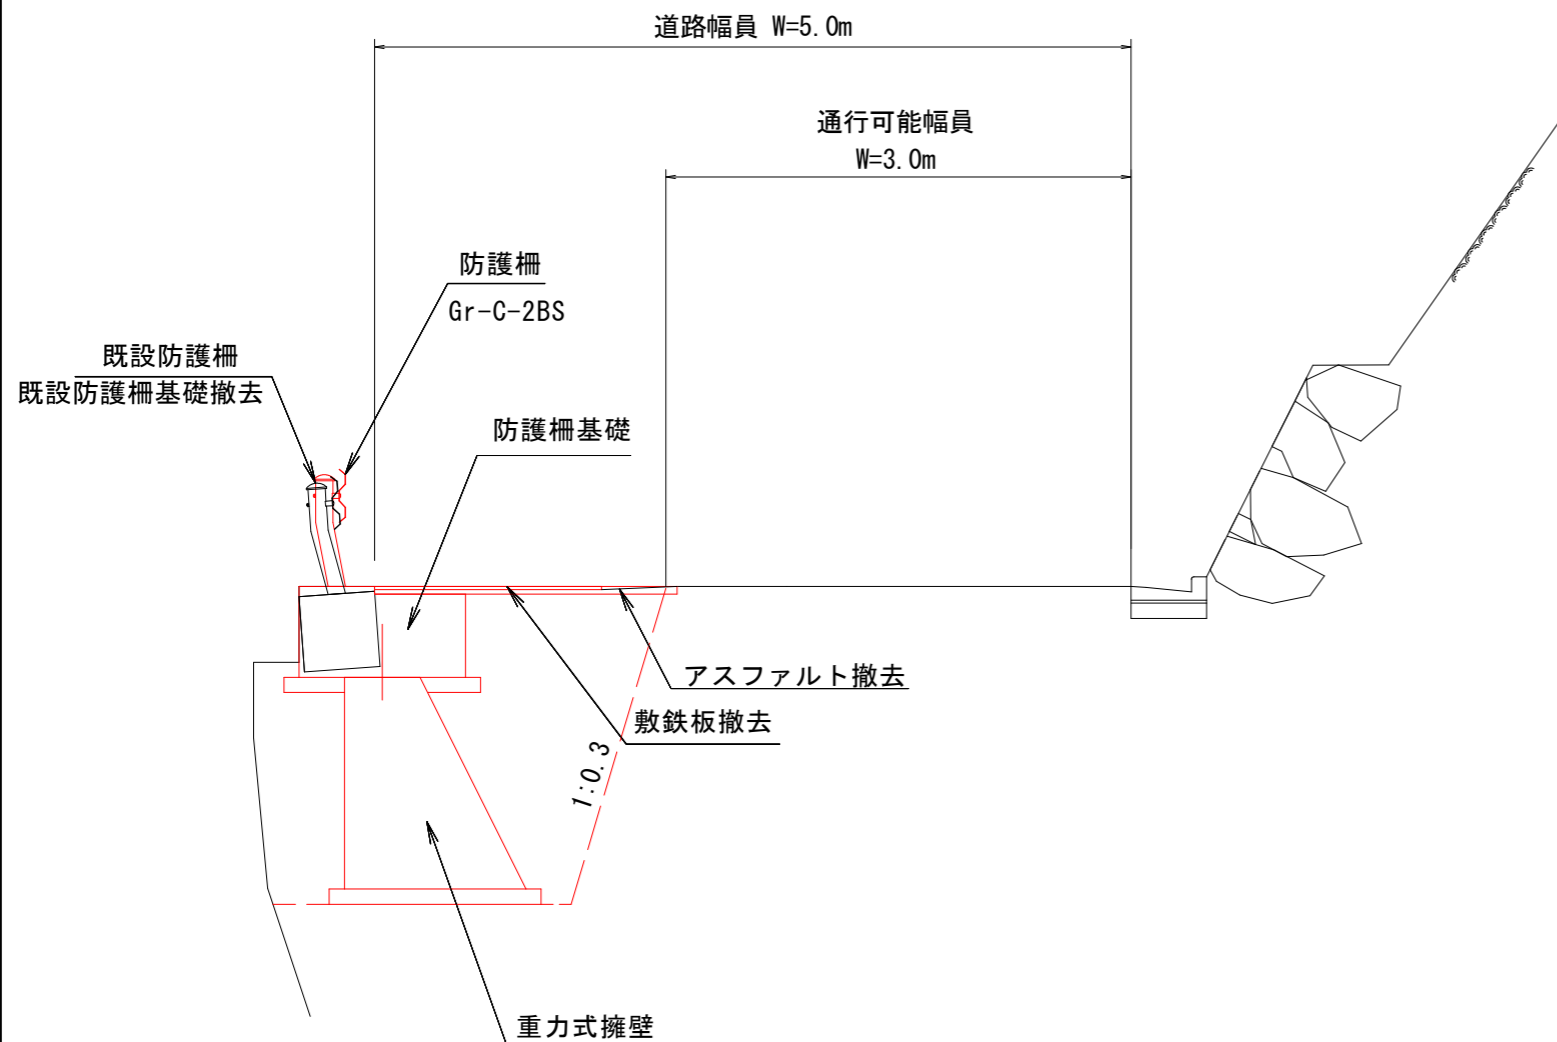 道路幅員 W=5.0m
通行可能幅員
W=3.0m
防護柵
Gr-C-2BS
既設防護柵
既設防護柵基礎撤去
防護柵基礎
アスファルト撤去
敷鉄板撤去
1:0.3
重力式擁壁